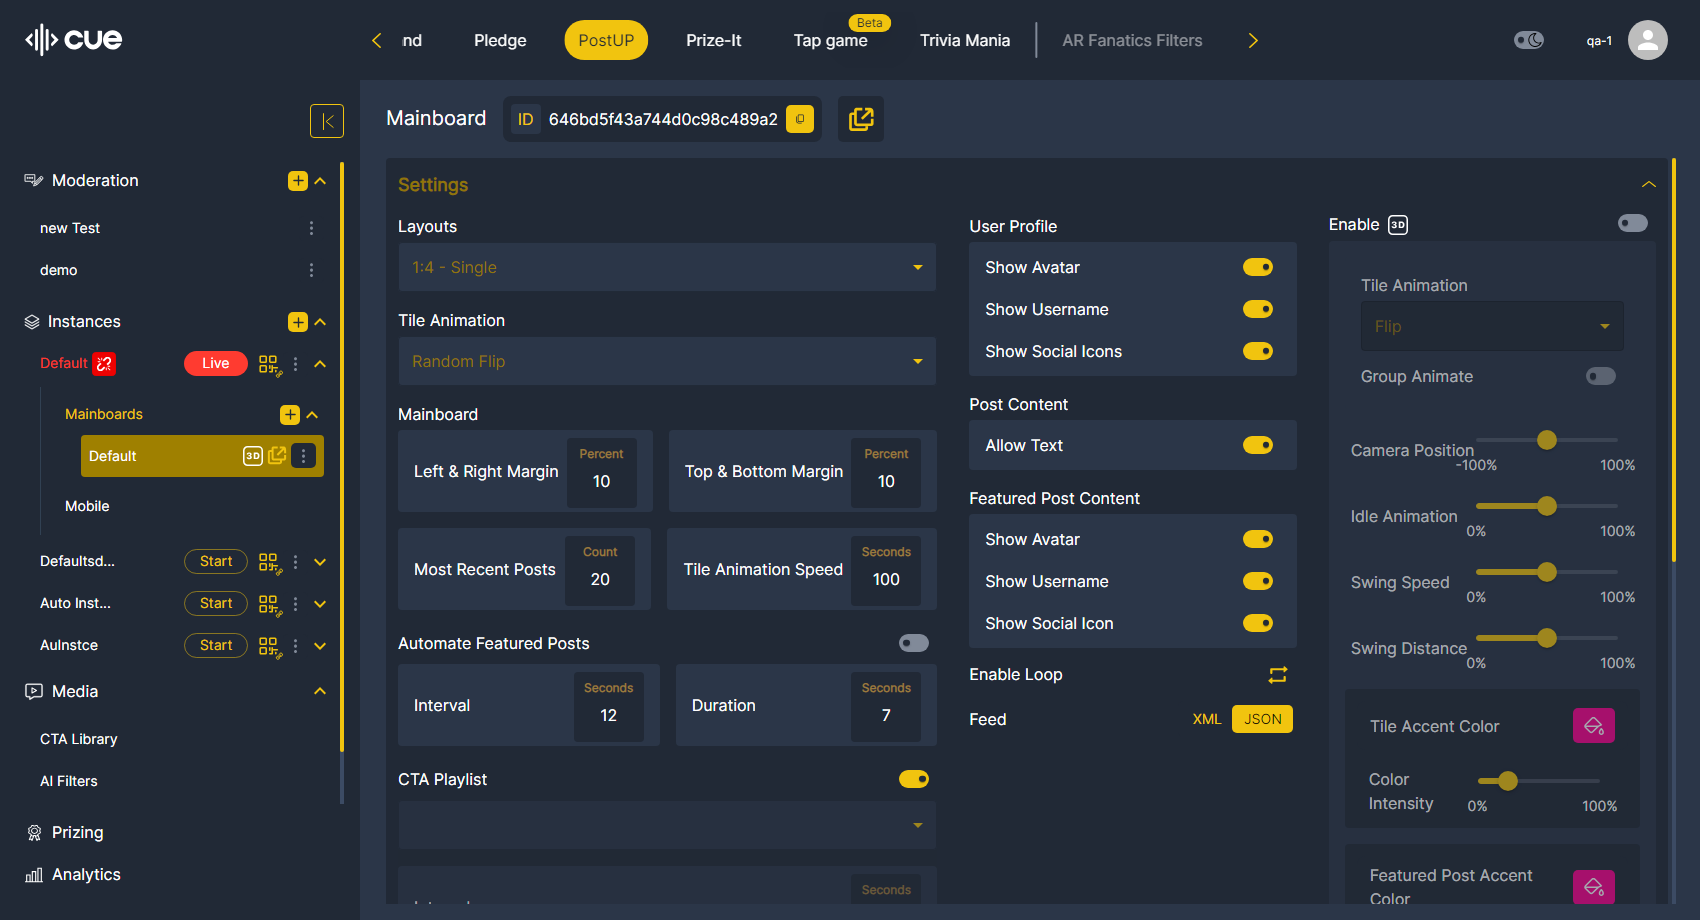 cue
Pledge
PostUP
Prize-It
Tap game
Beta
Trivia Mania
AR Fanatics Filters
qa-1
Moderation
new Test
demo
Instances
Default
Live
Mainboards
Default
3D
Mobile
Defaultsd...
Start
Auto Inst...
Start
AuInstce
Start
Media
CTA Library
AI Filters
Prizing
Analytics
Mainboard
ID 646bd5f43a744d0c98c489a2
Settings
Layouts
1:4 - Single
Tile Animation
Random Flip
Mainboard
Left & Right Margin
Percent
10
Top & Bottom Margin
Percent
10
Most Recent Posts
Count
20
Tile Animation Speed
Seconds
100
Automate Featured Posts
Interval
Seconds
12
Duration
Seconds
7
CTA Playlist
Seconds
User Profile
Show Avatar
Show Username
Show Social Icons
Post Content
Allow Text
Featured Post Content
Show Avatar
Show Username
Show Social Icon
Enable Loop
Feed
XML
JSON
Enable 3D
Tile Animation
Flip
Group Animate
Camera Position
-100%
100%
Idle Animation
0%
100%
Swing Speed
0%
100%
Swing Distance
0%
100%
Tile Accent Color
Color
Intensity
0%
100%
Featured Post Accent
Color